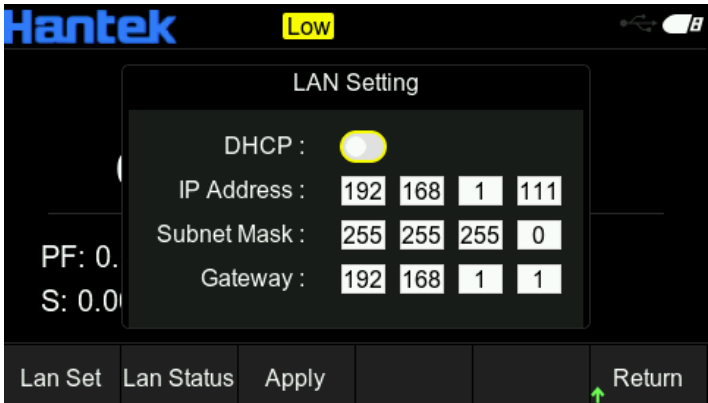 Hantek Low
LAN Setting
DHCP :
IP Address : 192 168 1 111
Subnet Mask : 255 255 255 0
Gateway : 192 168 1 1
PF: 0.
S: 0.0
Lan Set Lan Status Apply Return